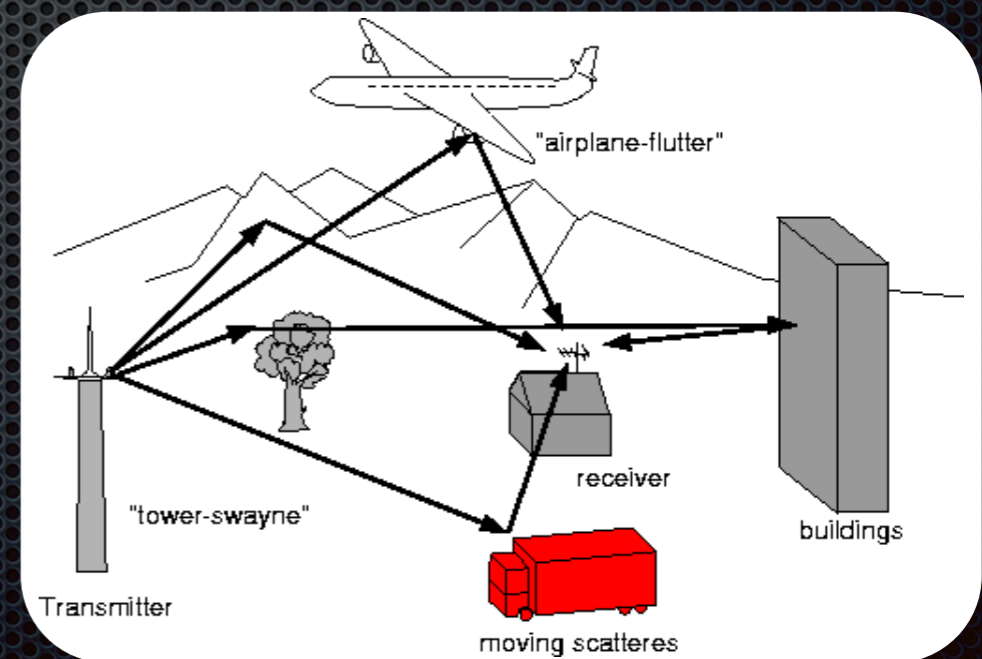 "airplane-flutter"
receiver
"tower-swayne"
buildings
Transmitter
moving scatteres